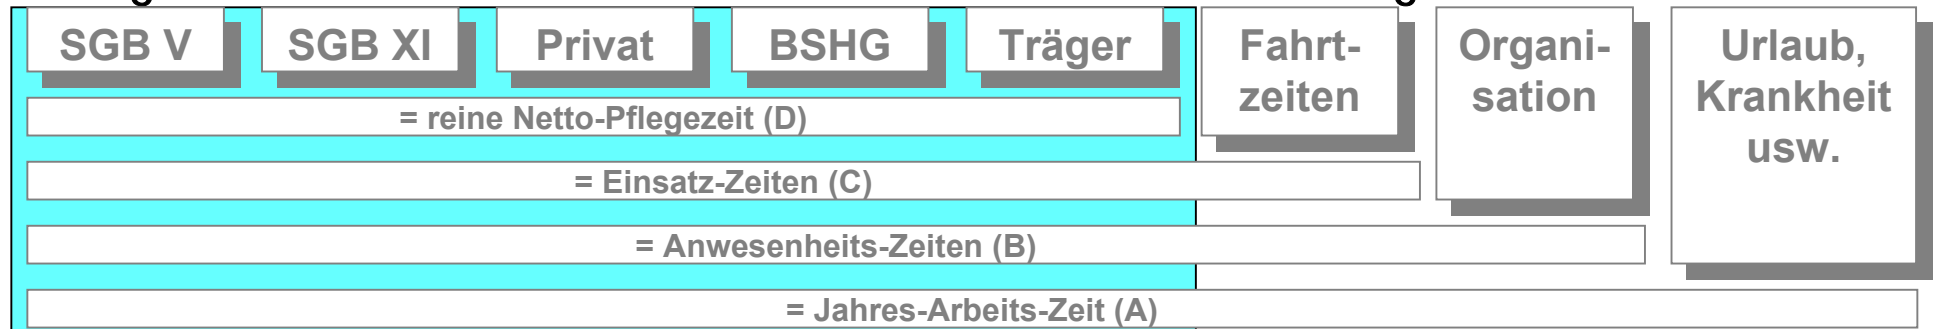 SGB V
SGB XI
Privat
BSHG
Träger
Fahrt-
zeiten
Organi-
sation
Urlaub,
Krankheit
usw.
= reine Netto-Pflegezeit (D)
= Einsatz-Zeiten (C)
= Anwesenheits-Zeiten (B)
= Jahres-Arbeits-Zeit (A)